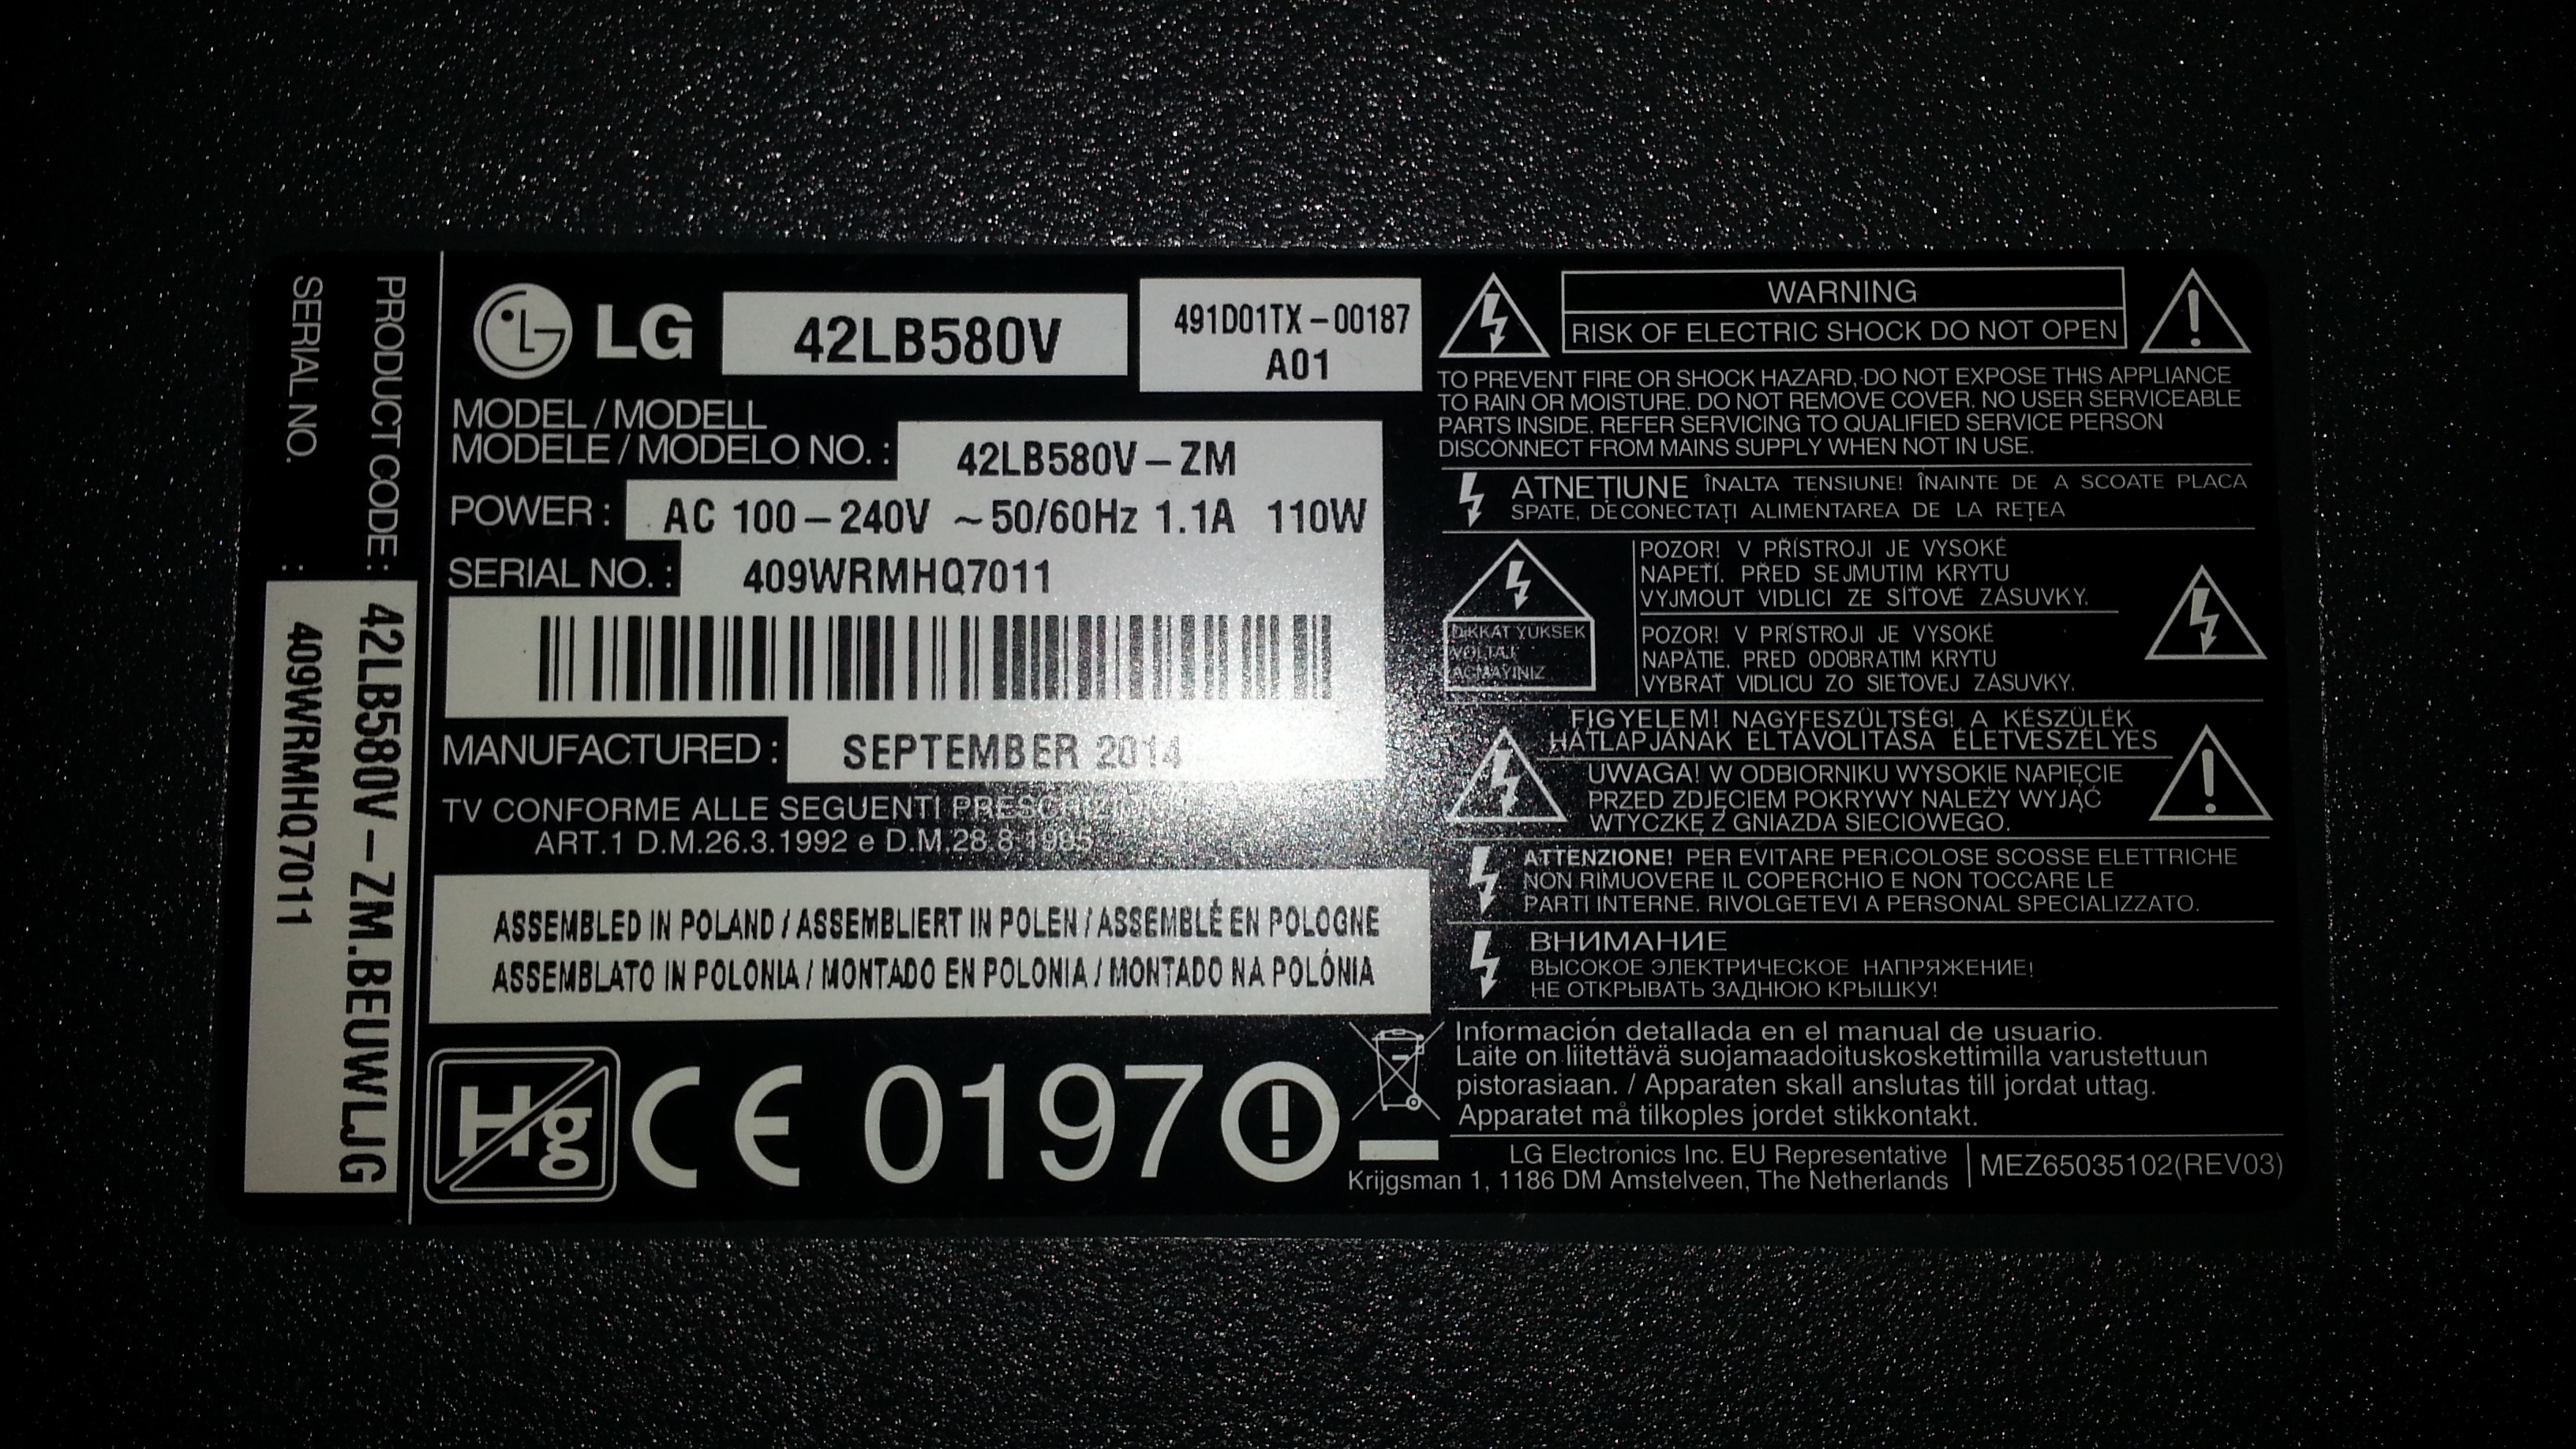 PRODUCT CODE : 42LB580V-ZM.BEUWLJG
SERIAL NO. : 409WRMHQ7011
LG
42LB580V
491D01TX-00187
A01
MODEL / MODELL
MODELE / MODELO NO. : 42LB580V-ZM
POWER : AC 100-240V ~50/60Hz 1.1A 110W
SERIAL NO. : 409WRMHQ7011
MANUFACTURED : SEPTEMBER 2014
TV CONFORME ALLE SEGUENTI
ART.1 D.M.26.3.1992 e D.M.28.8.1995
ASSEMBLED IN POLAND / ASSEMBLIERT IN POLEN / ASSEMBLÉ EN POLOGNE
ASSEMBLATO IN POLONIA / MONTADO EN POLONIA / MONTADO NA POLÓNIA
Hg CE 0197
WARNING
RISK OF ELECTRIC SHOCK DO NOT OPEN
TO PREVENT FIRE OR SHOCK HAZARD, DO NOT EXPOSE THIS APPLIANCE
TO RAIN OR MOISTURE. DO NOT REMOVE COVER. NO USER SERVICEABLE
PARTS INSIDE. REFER SERVICING TO QUALIFIED SERVICE PERSON
DISCONNECT FROM MAINS SUPPLY WHEN NOT IN USE.
ATNEȚIUNE ÎNALTA TENSIUNE! ÎNAINTE DE A SCOATE PLACA
SPATE, DECONECTAȚI ALIMENTAREA DE LA REȚEA
DIKKAT YÜKSEK
VOLTAJ
AÇMAYINIZ
POZOR! V PŘÍSTROJI JE VYSOKÉ
NAPĚTÍ. PŘED SEJMUTIM KRYTU
VYJMOUT VIDLICI ZE SÍŤOVÉ ZÁSUVKY.
POZOR! V PRÍSTROJI JE VYSOKÉ
NAPÄTIE. PRED ODOBRATIM KRYTU
VYBRAŤ VIDLICU ZO SIEŤOVEJ ZÁSUVKY.
FIGYELEM! NAGYFESZÜLTSÉG! A KÉSZÜLÉK
HÁTLAPJÁNAK ELTÁVOLÍTÁSA ÉLETVESZÉLYES
UWAGA! W ODBIORNIKU WYSOKIE NAPIĘCIE
PRZED ZDJĘCIEM POKRYWY NALEŻY WYJĄĆ
WTYCZKĘ Z GNIAZDA SIECIOWEGO.
ATTENZIONE! PER EVITARE PERICOLOSE SCOSSE ELETTRICHE
NON RIMUOVERE IL COPERCHIO E NON TOCCARE LE
PARTI INTERNE. RIVOLGETEVI A PERSONAL SPECIALIZZATO.
ВНИМАНИЕ
ВЫСОКОЕ ЭЛЕКТРИЧЕСКОЕ НАПРЯЖЕНИЕ!
НЕ ОТКРЫВАТЬ ЗАДНЮЮ КРЫШКУ!
Información detallada en el manual de usuario.
Laite on liitettävä suojamaadoituskoskettimilla varustettuun
pistorasiaan. / Apparaten skall anslutas till jordat uttag.
Apparatet må tilkoples jordet stikkontakt.
LG Electronics Inc. EU Representative
Krijgsman 1, 1186 DM Amstelveen, The Netherlands
MEZ65035102(REV03)